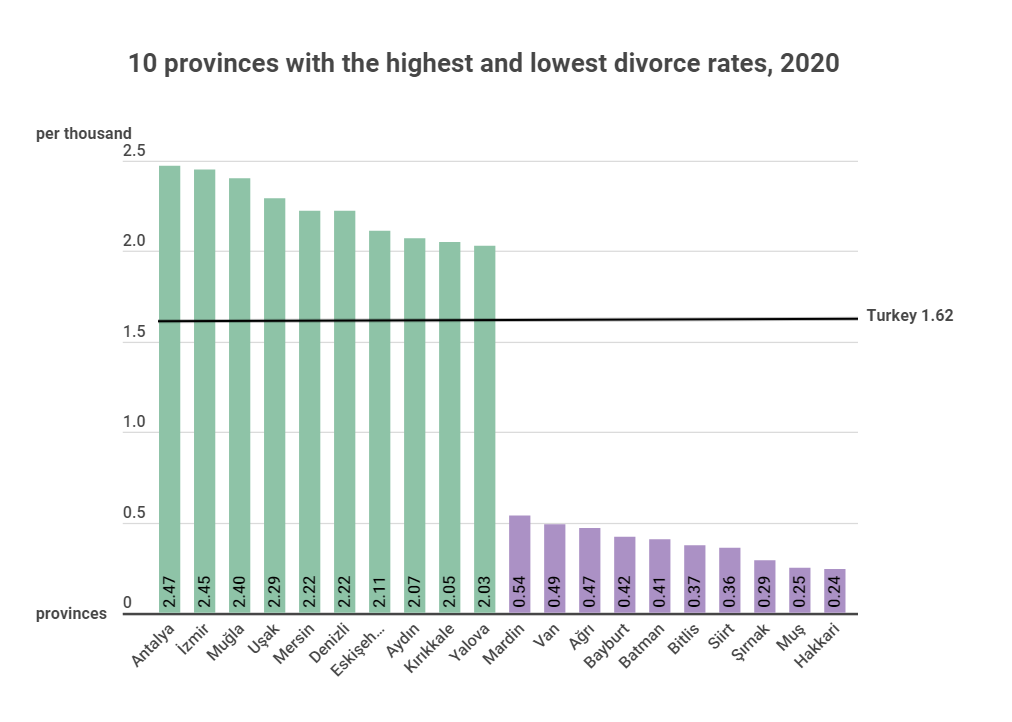 10 provinces with the highest and lowest divorce rates, 2020
per thousand
2.5
2.0
1.5
1.0
0.5
0
Turkey 1.62
provinces
2.47
2.45
2.40
2.29
2.22
2.22
2.11
2.07
2.05
2.03
0.54
0.49
0.47
0.42
0.41
0.37
0.36
0.29
0.25
0.24
Antalya
İzmir
Muğla
Uşak
Mersin
Denizli
Eskişeh...
Aydın
Kırıkkale
Yalova
Mardin
Van
Ağrı
Bayburt
Batman
Bitlis
Siirt
Şırnak
Muş
Hakkari